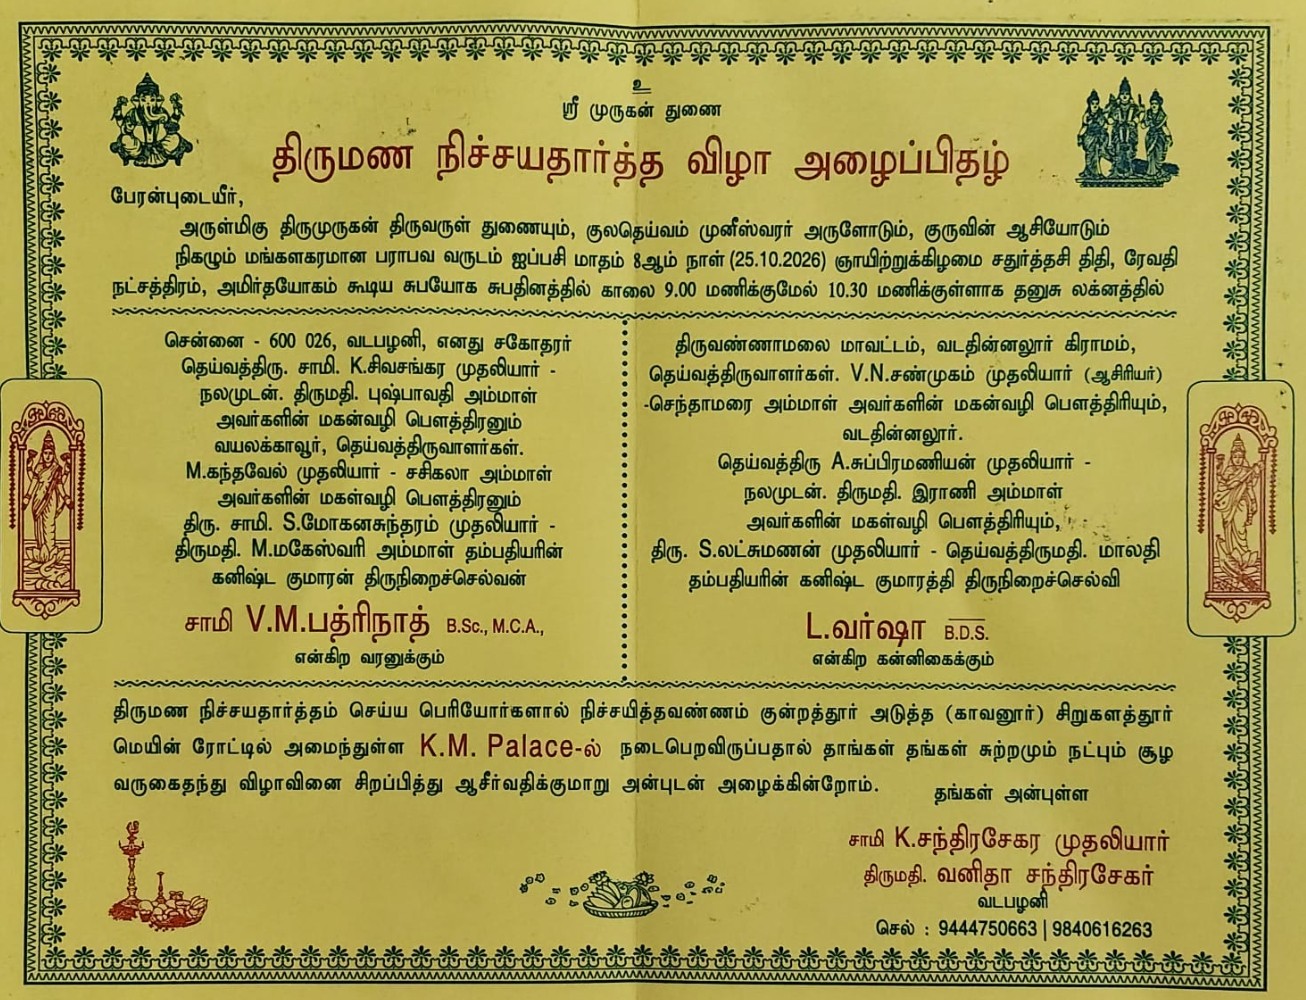 உ
ஸ்ரீ முருகன் துணை
திருமண நிச்சயதார்த்த விழா அழைப்பிதழ்
பேரன்புடையீர்,
அருள்மிகு திருமுருகன் திருவருள் துணையும், குலதெய்வம் முனீஸ்வரர் அருளோடும், குருவின் ஆசியோடும்
நிகழும் மங்களகரமான பராபவ வருடம் ஐப்பசி மாதம் 8ஆம் நாள் (25.10.2026) ஞாயிற்றுக்கிழமை சதுர்த்தசி திதி, ரேவதி
நட்சத்திரம், அமிர்தயோகம் கூடிய சுபயோக சுபதினத்தில் காலை 9.00 மணிக்குமேல் 10.30 மணிக்குள்ளாக தனுசு லக்னத்தில்
சென்னை - 600 026, வடபழனி, எனது சகோதரர்
தெய்வத்திரு. சாமி. K.சிவசங்கர முதலியார் -
நலமுடன். திருமதி. புஷ்பாவதி அம்மாள்
அவர்களின் மகன்வழி பௌத்திரனும்
வயலக்காவூர், தெய்வத்திருவாளர்கள்.
M.கந்தவேல் முதலியார் - சசிகலா அம்மாள்
அவர்களின் மகள்வழி பௌத்திரனும்
திரு. சாமி. S.மோகனசுந்தரம் முதலியார் -
திருமதி. M.மகேஸ்வரி அம்மாள் தம்பதியரின்
கனிஷ்ட குமாரன் திருநிறைச்செல்வன்
சாமி V.M.பத்ரிநாத் B.Sc., M.C.A.,
என்கிற வரனுக்கும்
திருவண்ணாமலை மாவட்டம், வடதின்னலூர் கிராமம்,
தெய்வத்திருவாளர்கள். V.N.சண்முகம் முதலியார் (ஆசிரியர்)
-செந்தாமரை அம்மாள் அவர்களின் மகன்வழி பௌத்திரியும்,
வடதின்னலூர்.
தெய்வத்திரு A.சுப்பிரமணியன் முதலியார் -
நலமுடன். திருமதி. இராணி அம்மாள்
அவர்களின் மகள்வழி பௌத்திரியும்,
திரு. S.லட்சுமணன் முதலியார் - தெய்வத்திருமதி. மாலதி
தம்பதியரின் கனிஷ்ட குமாரத்தி திருநிறைச்செல்வி
L.வர்ஷா B.D.S.
என்கிற கன்னிகைக்கும்
திருமண நிச்சயதார்த்தம் செய்ய பெரியோர்களால் நிச்சயித்தவண்ணம் குன்றத்தூர் அடுத்த (காவனூர்) சிறுகளத்தூர்
மெயின் ரோட்டில் அமைந்துள்ள K.M. Palace-ல் நடைபெறவிருப்பதால் தாங்கள் தங்கள் சுற்றமும் நட்பும் சூழ
வருகைதந்து விழாவினை சிறப்பித்து ஆசீர்வதிக்குமாறு அன்புடன் அழைக்கின்றோம்.
தங்கள் அன்புள்ள
சாமி K.சந்திரசேகர முதலியார்
திருமதி. வனிதா சந்திரசேகர்
வடபழனி
செல் : 9444750663 | 9840616263